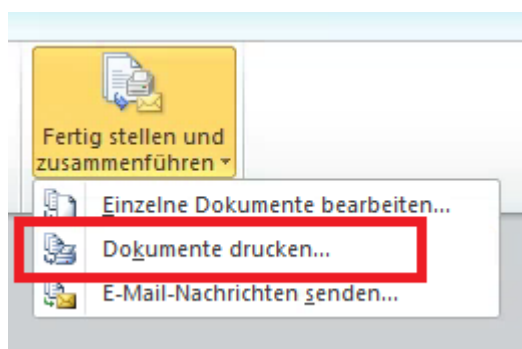 Fertig stellen und
zusammenführen
Einzelne Dokumente bearbeiten...
Dokumente drucken...
E-Mail-Nachrichten senden...